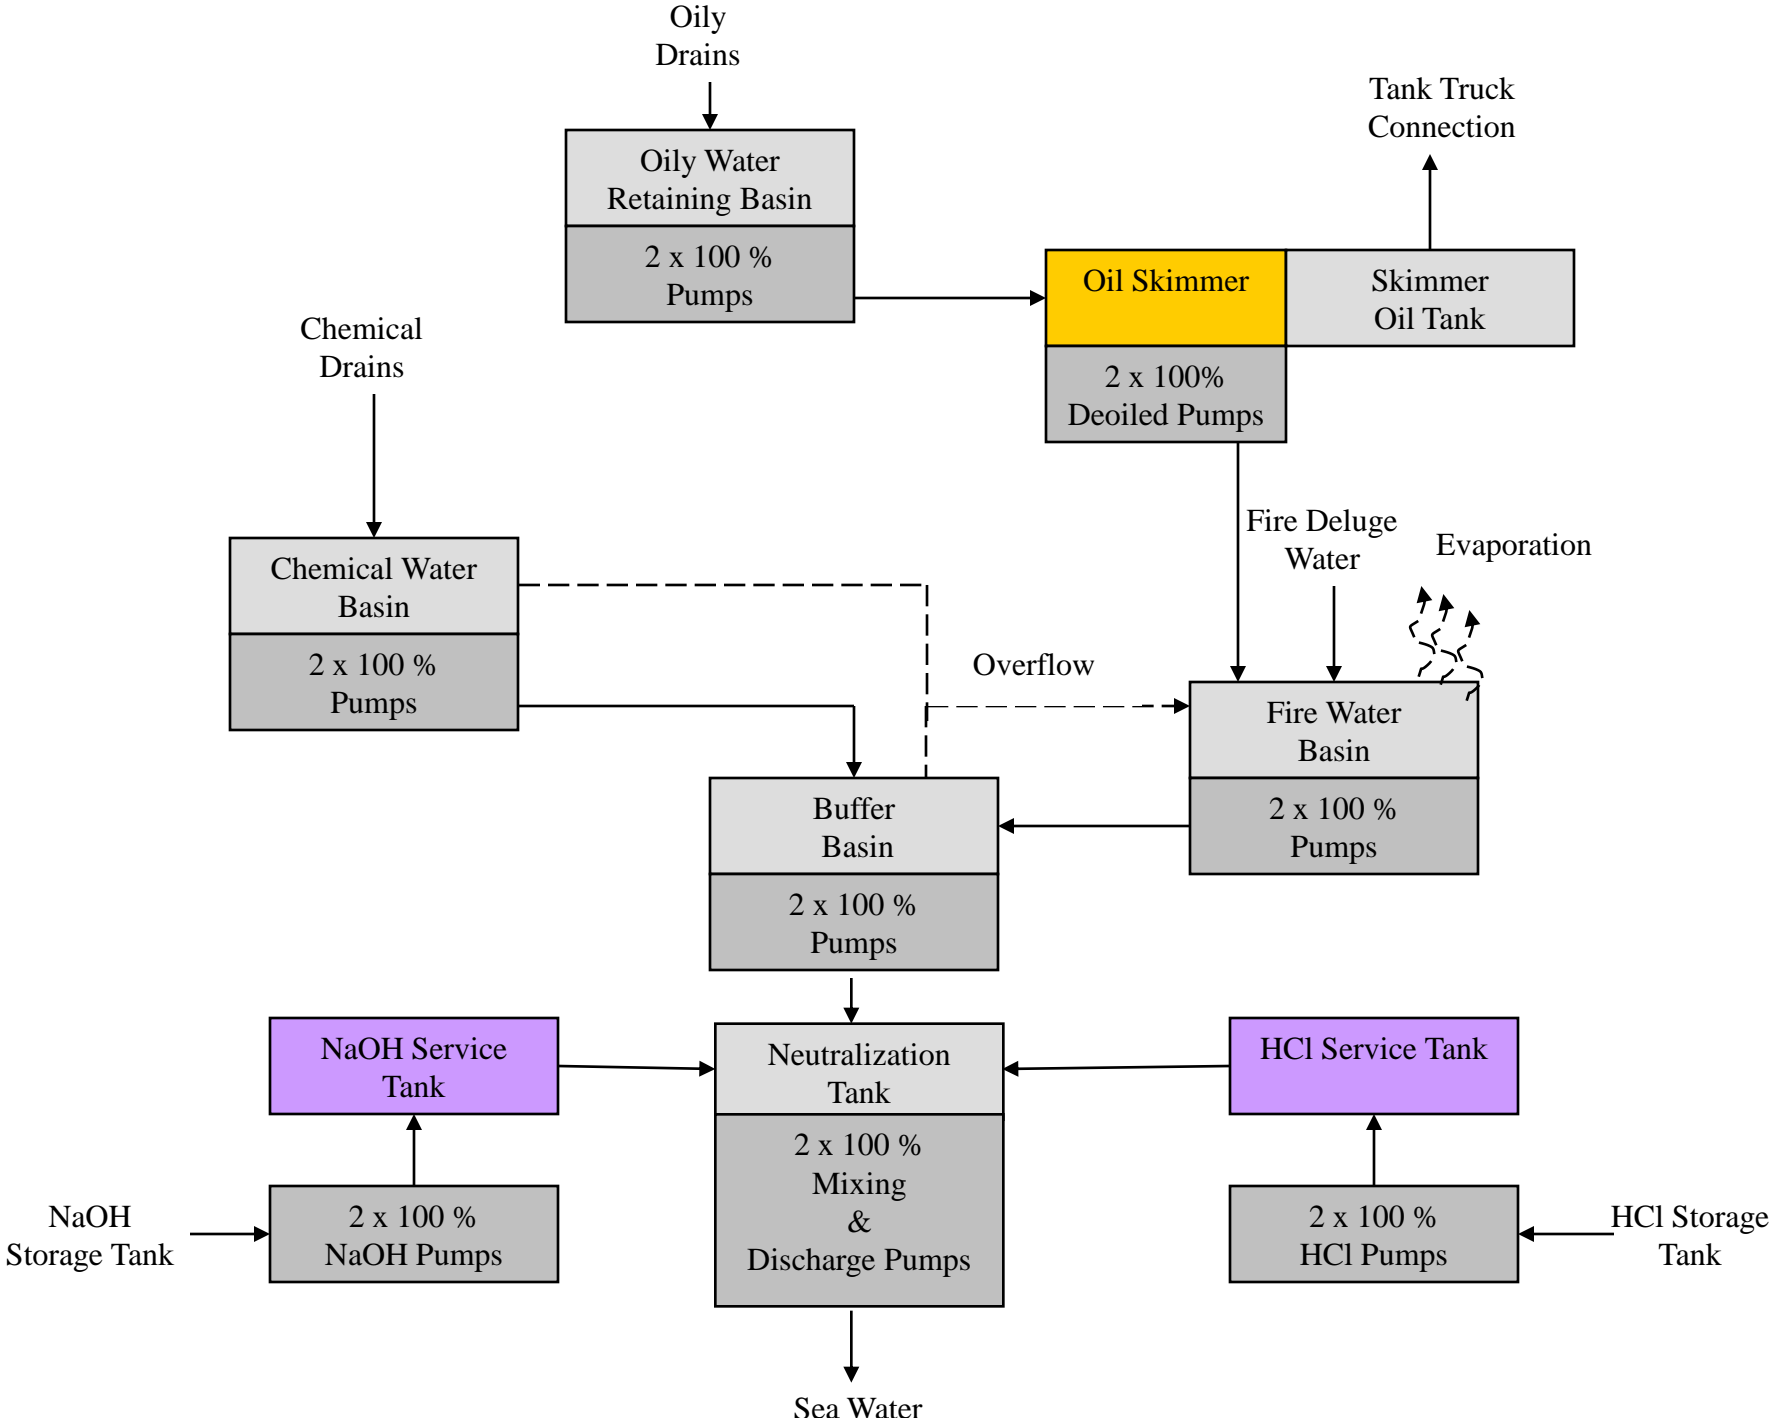 Oily
Drains
Tank Truck
Connection
Oily Water
Retaining Basin
2 x 100 %
Pumps
Oil Skimmer
Skimmer
Oil Tank
2 x 100%
Deoiled Pumps
Chemical
Drains
Fire Deluge
Water
Evaporation
Chemical Water
Basin
2 x 100 %
Pumps
Overflow
Fire Water
Basin
2 x 100 %
Pumps
Buffer
Basin
2 x 100 %
Pumps
NaOH Service
Tank
Neutralization
Tank
HCl Service Tank
2 x 100 %
Mixing
&
Discharge Pumps
NaOH
Storage Tank
2 x 100 %
NaOH Pumps
2 x 100 %
HCl Pumps
HCl Storage
Tank
Sea Water